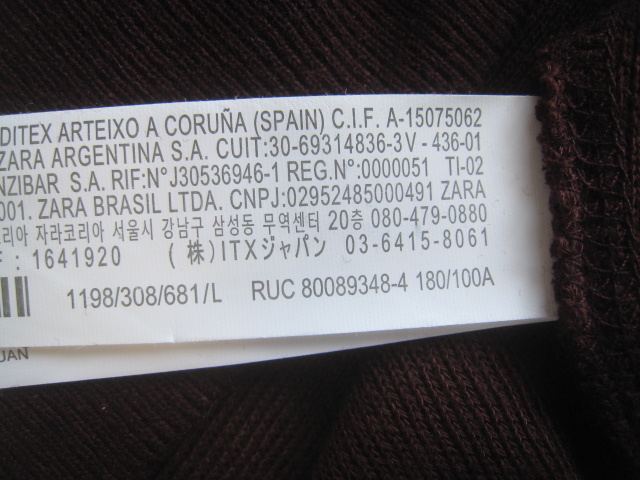 DITEX ARTEIXO A CORUÑA (SPAIN) C.I.F. A-15075062
ZARA ARGENTINA S.A. CUIT:30-69314836-3V - 436-01
NZIBAR S.A. RIF:N°J30536946-1 REG.N°:0000051 TI-02
001. ZARA BRASIL LTDA. CNPJ:02952485000491 ZARA
리아 자라코리아 서울시 강남구 삼성동 무역센터 20층 080-479-0880
F: 1641920 (株)ITXジャパン 03-6415-8061
1198/308/681/L RUC 80089348-4 180/100A
UAN